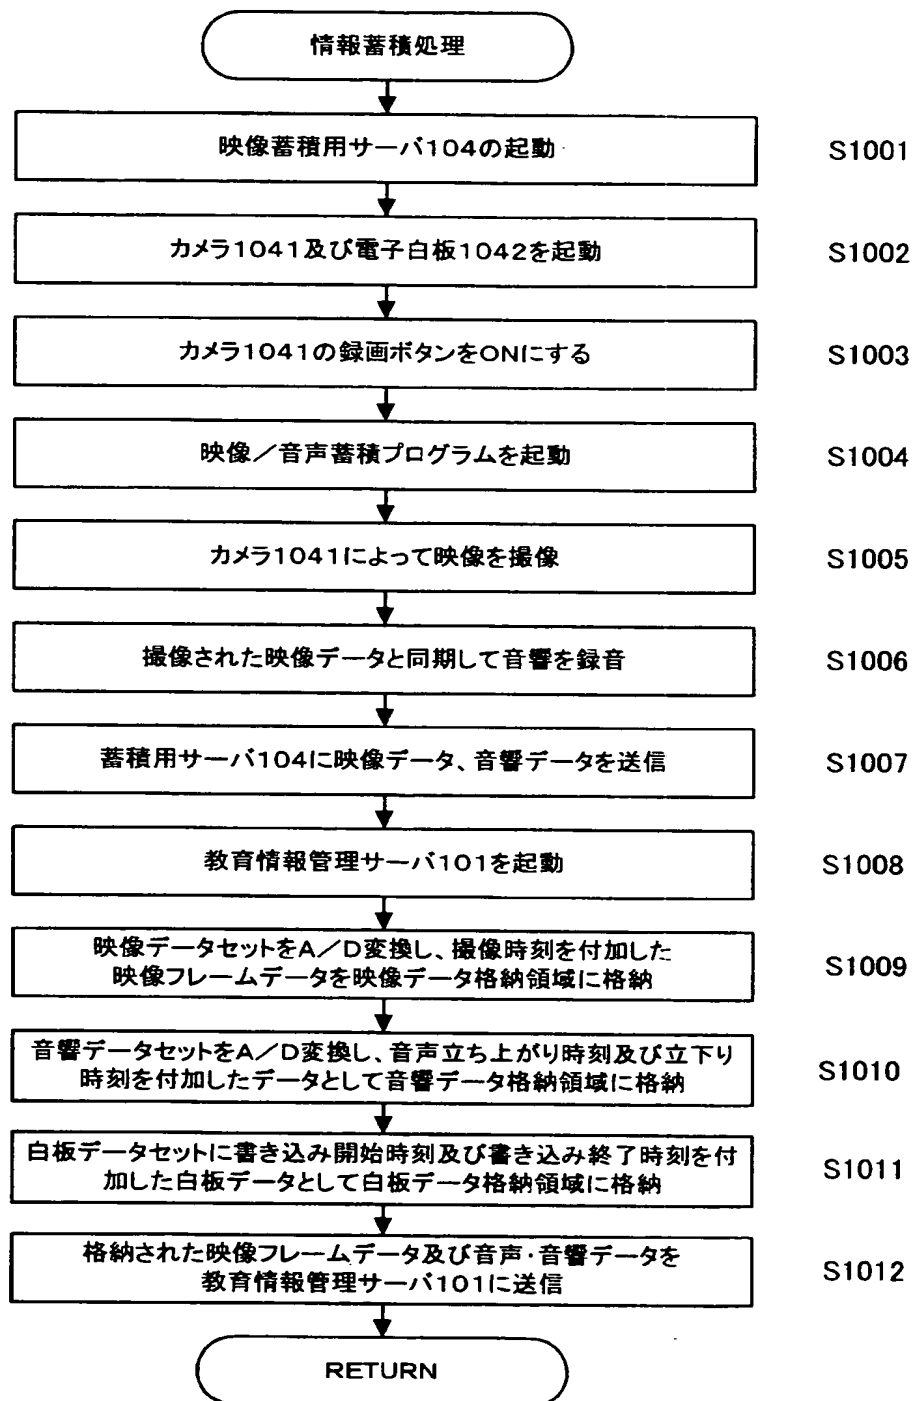 情報蓄積処理
映像蓄積用サーバ104の起動
S1001
カメラ1041及び電子白板1042を起動
S1002
カメラ1041の録画ボタンをONにする
S1003
映像／音声蓄積プログラムを起動
S1004
カメラ1041によって映像を撮像
S1005
撮像された映像データと同期して音響を録音
S1006
蓄積用サーバ104に映像データ、音響データを送信
S1007
教育情報管理サーバ101を起動
S1008
映像データセットをA／D変換し、撮像時刻を付加した
映像フレームデータを映像データ格納領域に格納
S1009
音響データセットをA／D変換し、音声立ち上がり時刻及び立下り
時刻を付加したデータとして音響データ格納領域に格納
S1010
白板データセットに書き込み開始時刻及び書き込み終了時刻を付
加した白板データとして白板データ格納領域に格納
S1011
格納された映像フレームデータ及び音声・音響データを
教育情報管理サーバ101に送信
S1012
RETURN